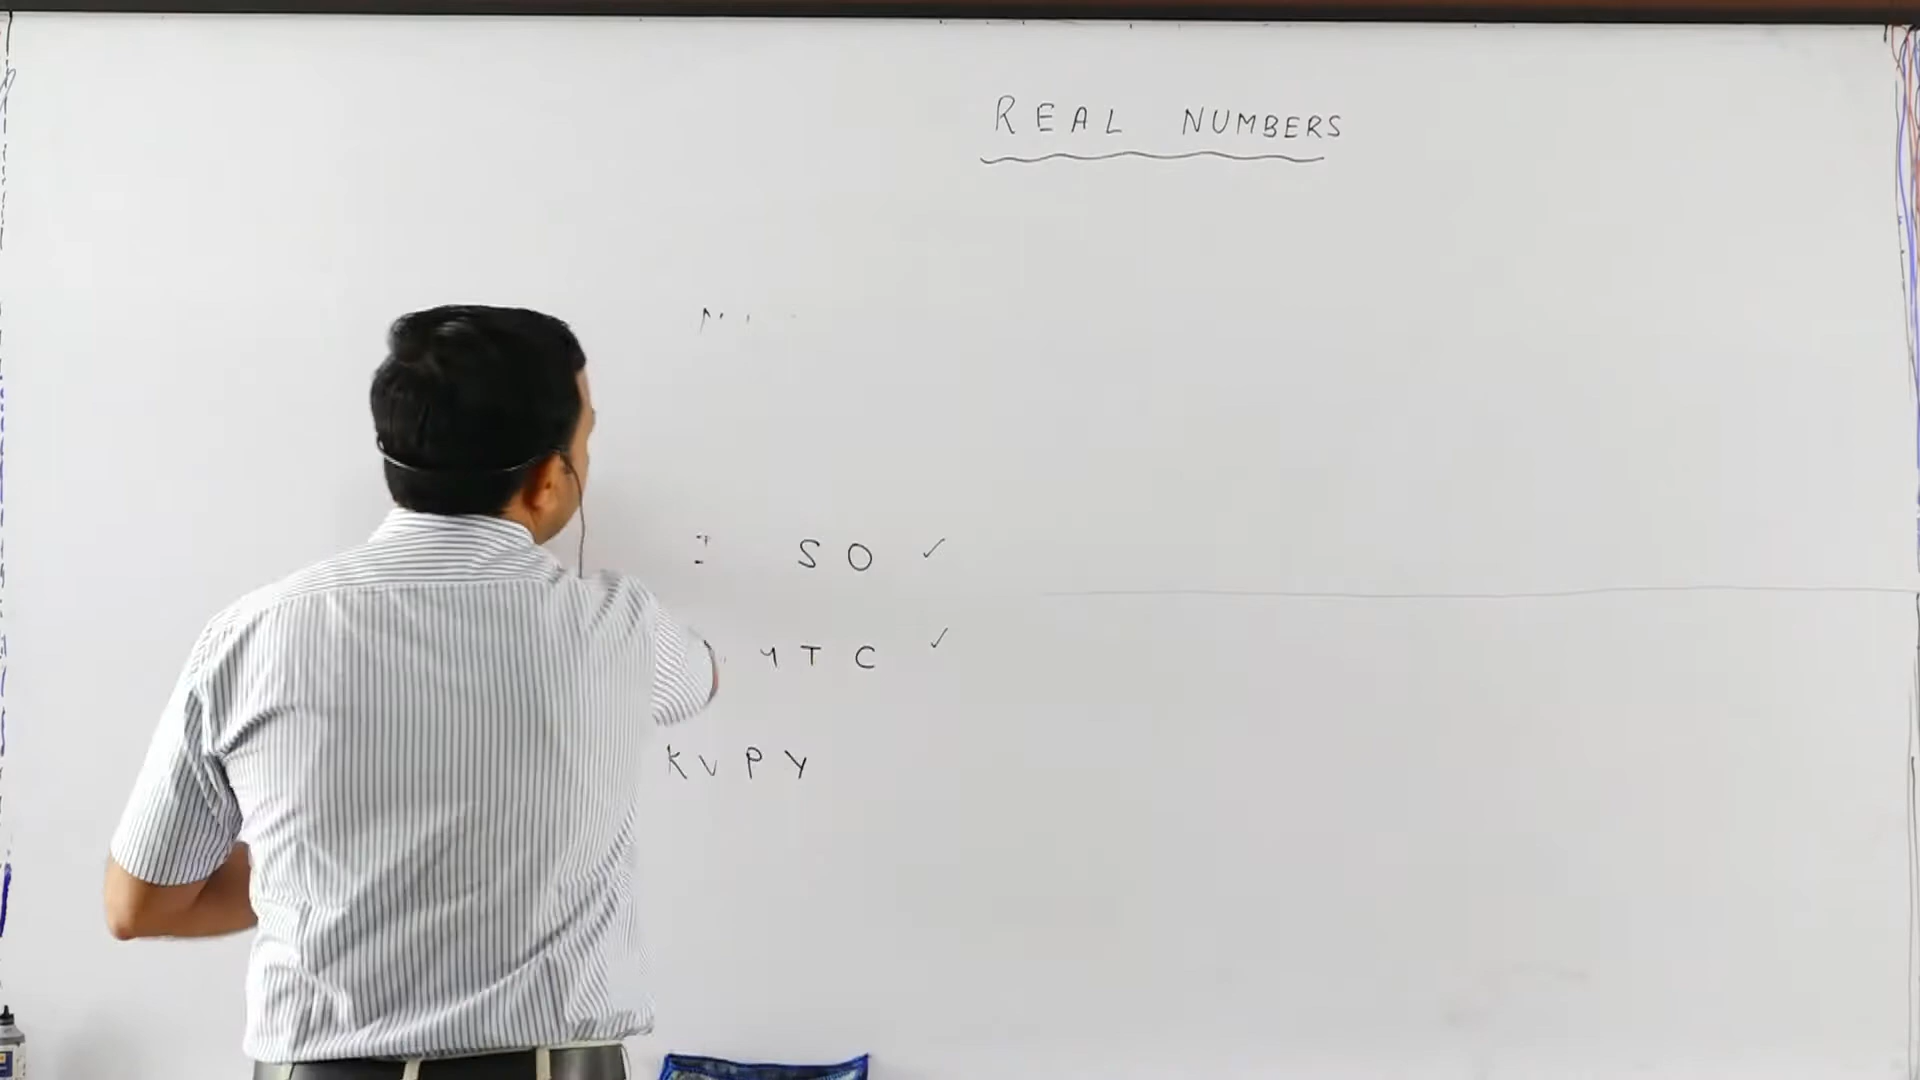 REAL NUMBERS
SO ✓
TC ✓
KVPY